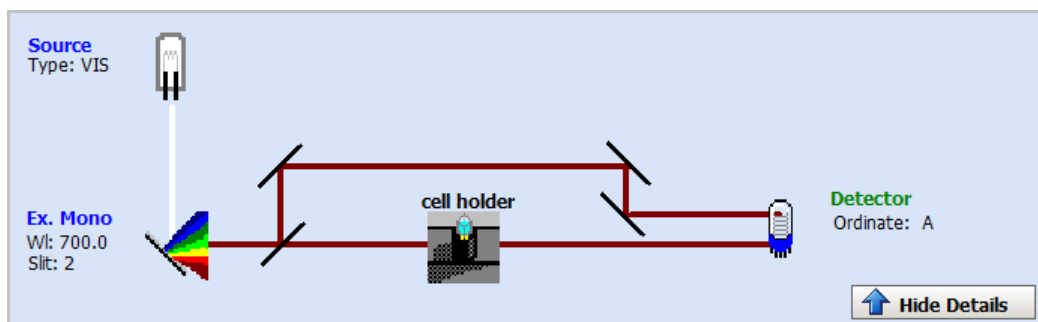 Source
Type: VIS
cell holder
Ex. Mono
Wl: 700.0
Slit: 2
Detector
Ordinate: A
Hide Details